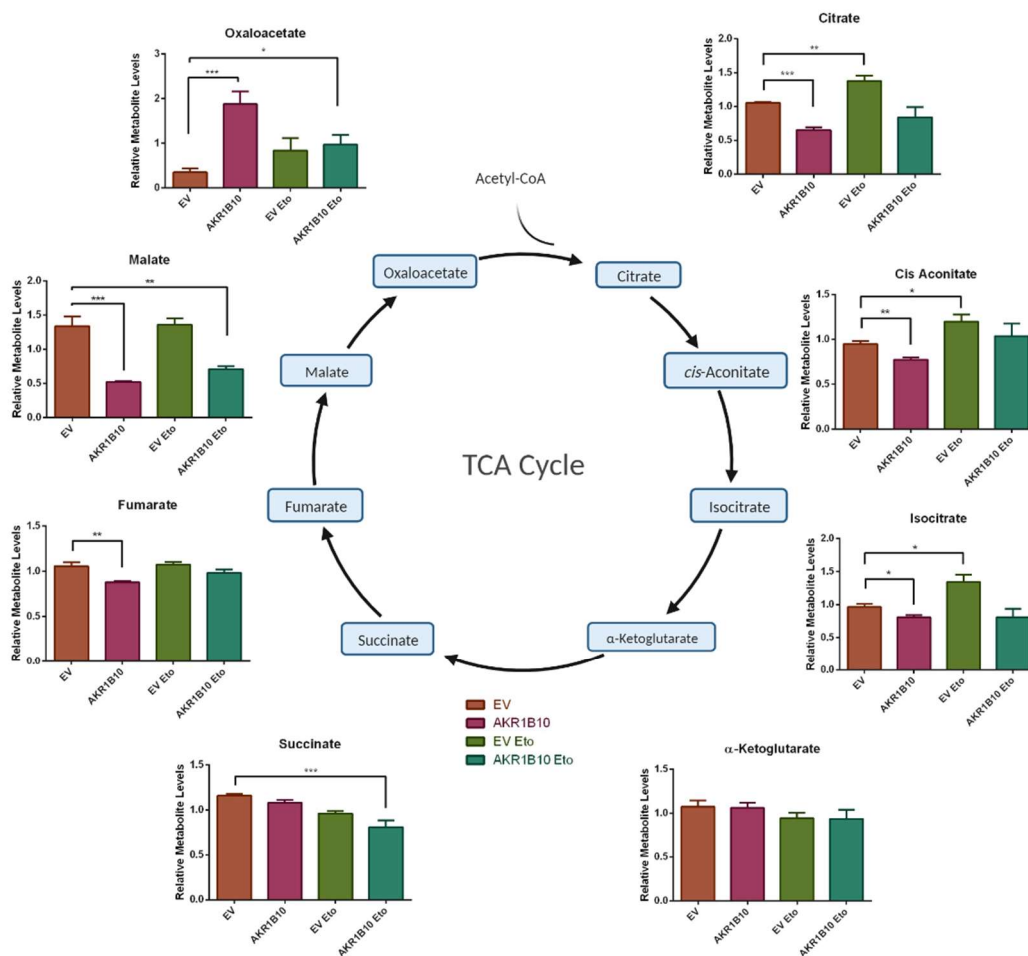 Oxaloacetate
Relative Metabolite Levels
3
2
1
0
*
***
EV
AKR1B10
EV Eto
AKR1B10 Eto
Citrate
Relative Metabolite Levels
2.0
1.5
1.0
0.5
0.0
**
***
EV
AKR1B10
EV Eto
AKR1B10 Eto
Malate
Relative Metabolite Levels
2.0
1.5
1.0
0.5
0.0
**
***
EV
AKR1B10
EV Eto
AKR1B10 Eto
Acetyl-CoA
Oxaloacetate
Citrate
Malate
cis-Aconitate
TCA Cycle
Fumarate
Isocitrate
Succinate
α-Ketoglutarate
Cis Aconitate
Relative Metabolite Levels
1.5
1.0
0.5
0.0
*
**
EV
AKR1B10
EV Eto
AKR1B10 Eto
Fumarate
Relative Metabolite Levels
1.5
1.0
0.5
0.0
**
EV
AKR1B10
EV Eto
AKR1B10 Eto
Isocitrate
Relative Metabolite Levels
2.0
1.5
1.0
0.5
0.0
*
*
EV
AKR1B10
EV Eto
AKR1B10 Eto
EV
AKR1B10
EV Eto
AKR1B10 Eto
Succinate
Relative Metabolite Levels
1.5
1.0
0.5
0.0
***
EV
AKR1B10
EV Eto
AKR1B10 Eto
α-Ketoglutarate
Relative Metabolite Levels
1.5
1.0
0.5
0.0
EV
AKR1B10
EV Eto
AKR1B10 Eto